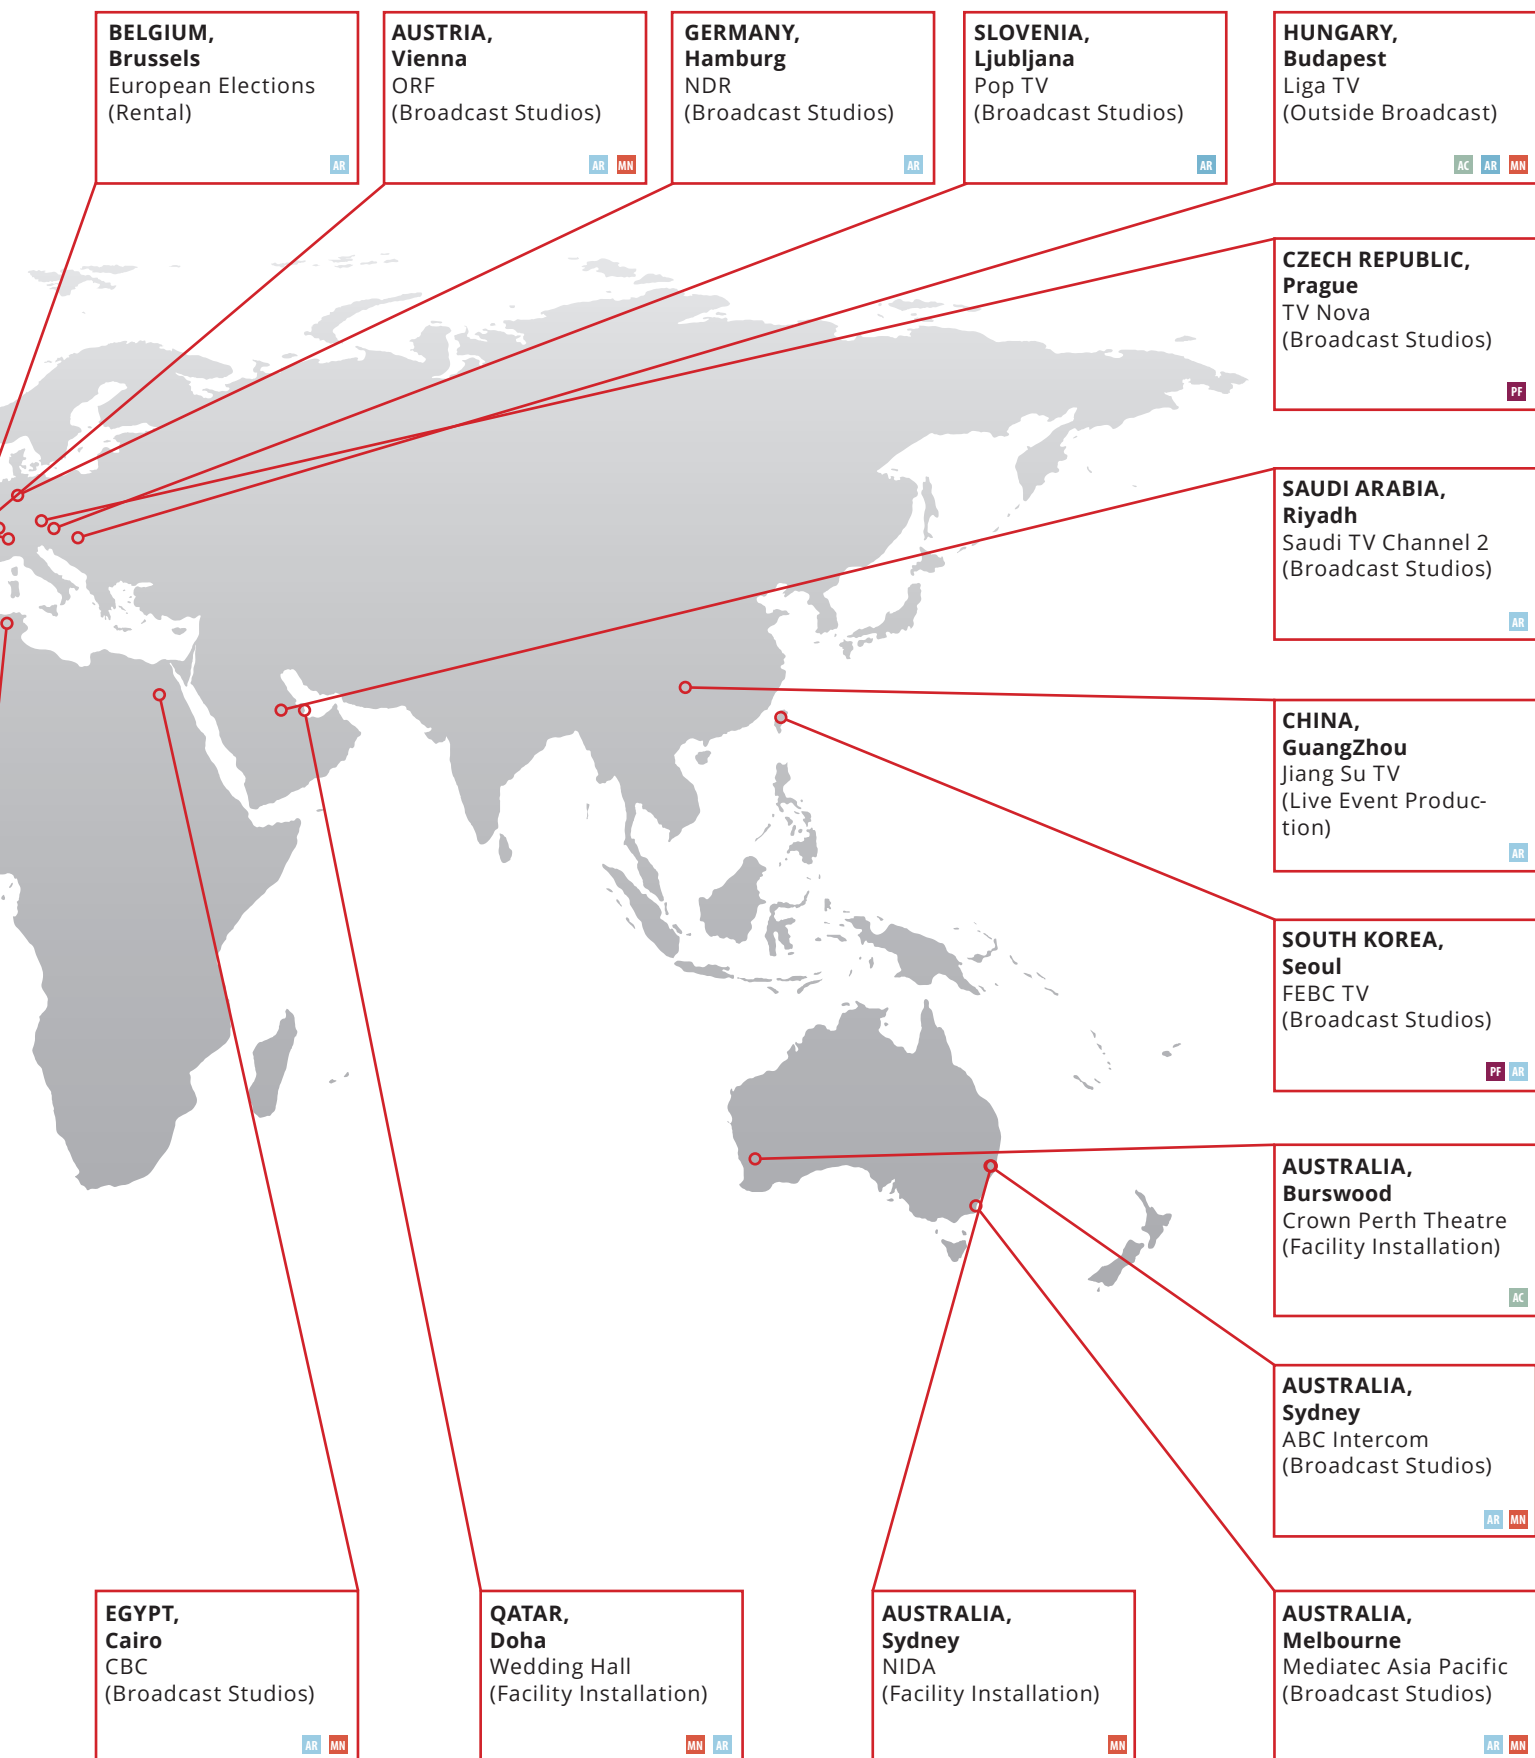 BELGIUM,
Brussels
European Elections
(Rental)
AR
AUSTRIA,
Vienna
ORF
(Broadcast Studios)
AR MN
GERMANY,
Hamburg
NDR
(Broadcast Studios)
AR
SLOVENIA,
Ljubljana
Pop TV
(Broadcast Studios)
AR
HUNGARY,
Budapest
Liga TV
(Outside Broadcast)
AC AR MN
CZECH REPUBLIC,
Prague
TV Nova
(Broadcast Studios)
PF
SAUDI ARABIA,
Riyadh
Saudi TV Channel 2
(Broadcast Studios)
AR
CHINA,
GuangZhou
Jiang Su TV
(Live Event Produc-
tion)
AR
SOUTH KOREA,
Seoul
FEBC TV
(Broadcast Studios)
PF AR
AUSTRALIA,
Burswood
Crown Perth Theatre
(Facility Installation)
AC
AUSTRALIA,
Sydney
ABC Intercom
(Broadcast Studios)
AR MN
EGYPT,
Cairo
CBC
(Broadcast Studios)
AR MN
QATAR,
Doha
Wedding Hall
(Facility Installation)
MN AR
AUSTRALIA,
Sydney
NIDA
(Facility Installation)
MN
AUSTRALIA,
Melbourne
Mediatec Asia Pacific
(Broadcast Studios)
AR MN